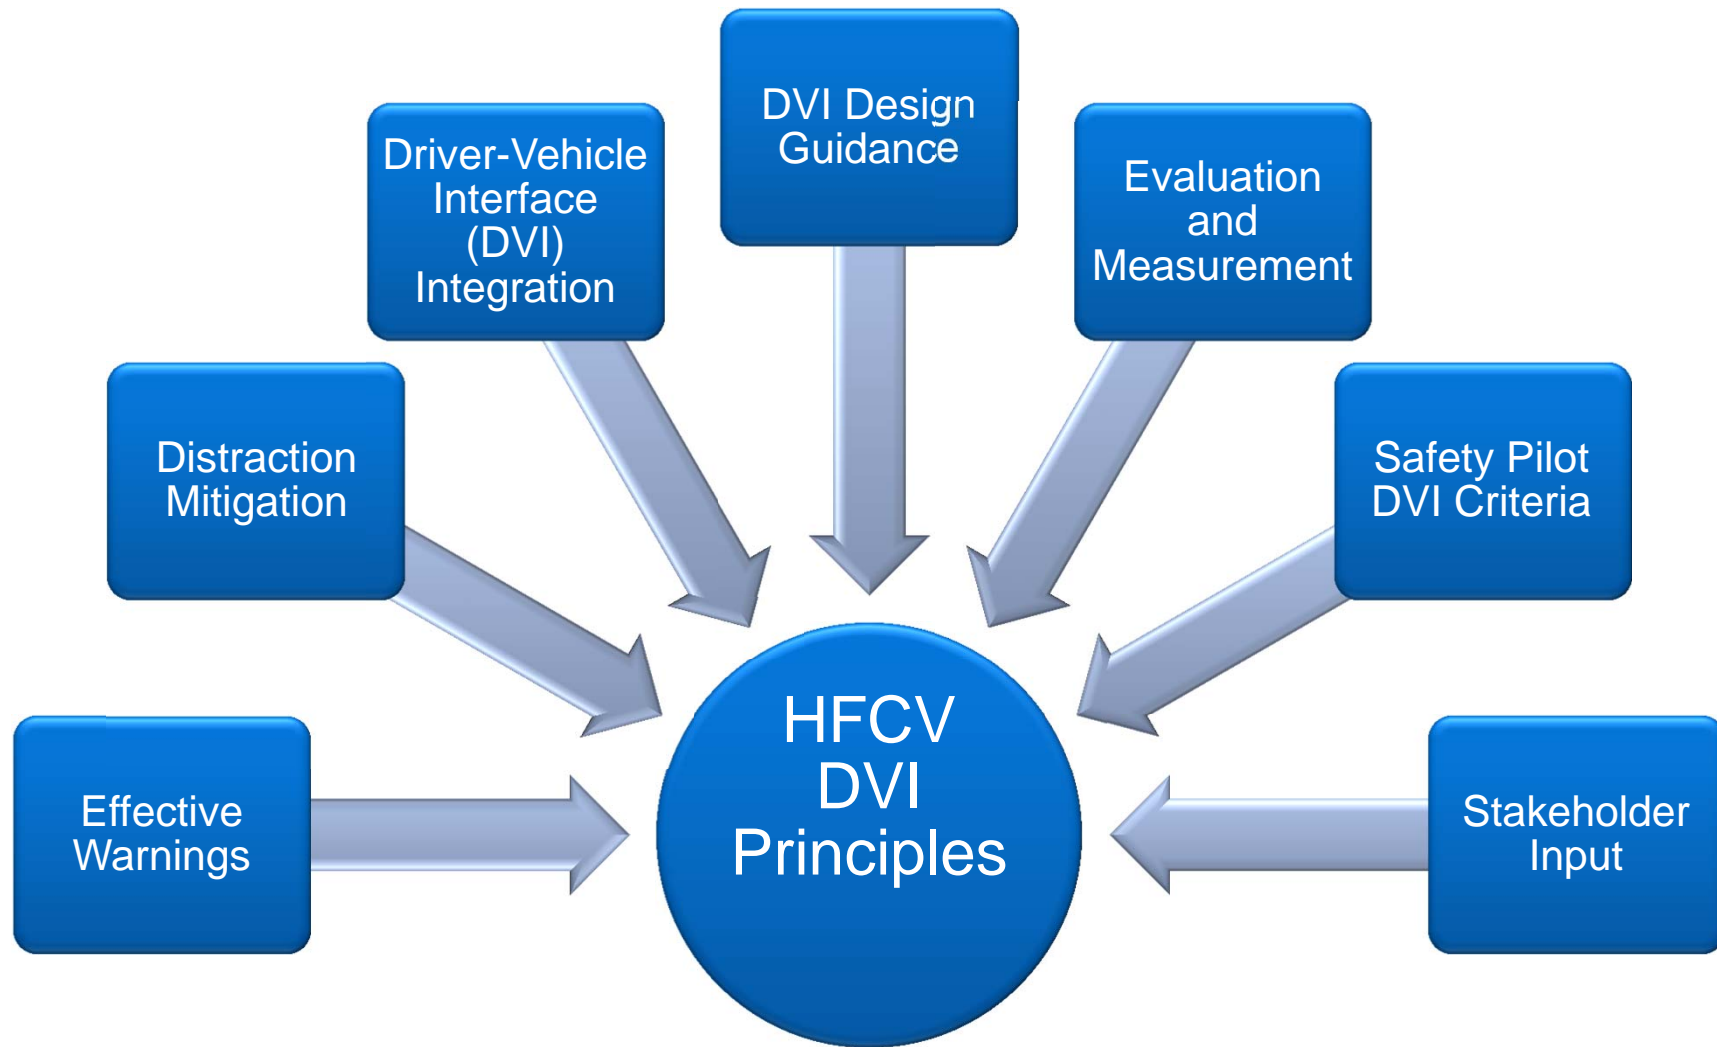 DVI Design
Guidance
Driver-Vehicle
Interface
(DVI)
Integration
Evaluation
and
Measurement
Distraction
Mitigation
Safety Pilot
DVI Criteria
Effective
Warnings
HFCV
DVI
Principles
Stakeholder
Input